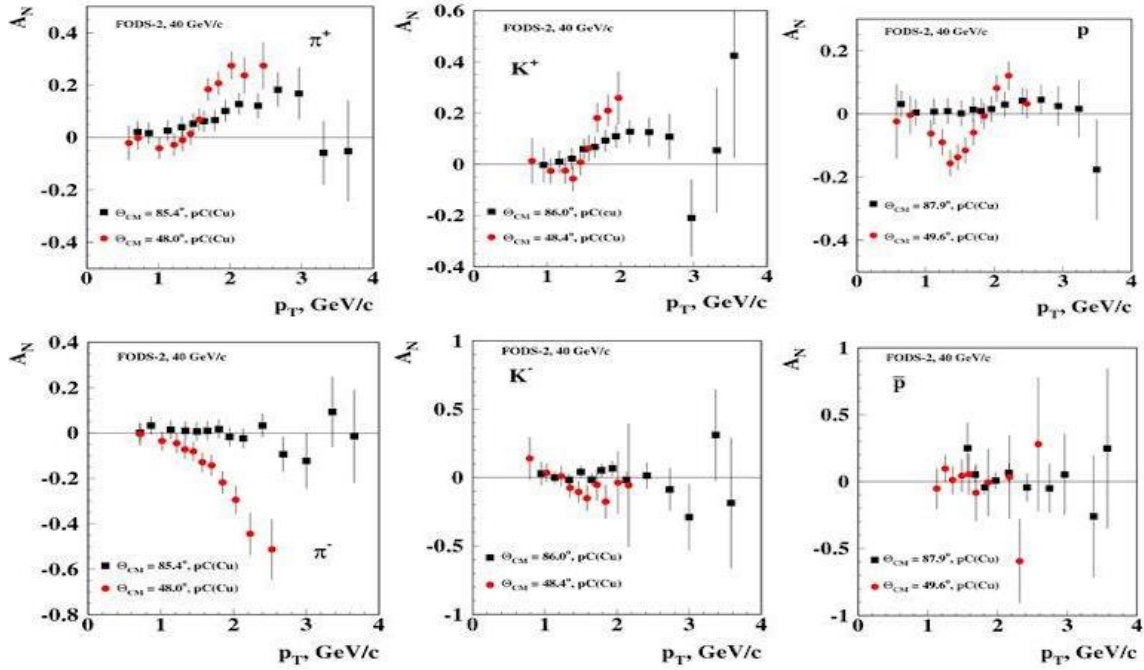 A_N
FODS-2, 40 GeV/c
π⁺
0.4
0.2
0
-0.2
-0.4
Θ_CM = 85.4°, pC(Cu)
Θ_CM = 48.0°, pC(Cu)
0 1 2 3 4
p_T, GeV/c
A_N
FODS-2, 40 GeV/c
K⁺
0.6
0.4
0.2
0
-0.2
-0.4
Θ_CM = 86.0°, pC(cu)
Θ_CM = 48.4°, pC(Cu)
0 1 2 3 4
p_T, GeV/c
A_N
FODS-2, 40 GeV/c
p
0.2
0
-0.2
-0.5
Θ_CM = 87.9°, pC(Cu)
Θ_CM = 49.6°, pC(Cu)
0 1 2 3 4
p_T, GeV/c
A_N
FODS-2, 40 GeV/c
0.4
0.2
0
-0.2
-0.4
-0.6
-0.8
π⁻
Θ_CM = 85.4°, pC(Cu)
Θ_CM = 48.0°, pC(Cu)
0 1 2 3 4
p_T, GeV/c
A_N
FODS-2, 40 GeV/c
K⁻
1
0.5
0
-0.5
-1
Θ_CM = 86.0°, pC(Cu)
Θ_CM = 48.4°, pC(Cu)
0 1 2 3 4
p_T, GeV/c
A_N
FODS-2, 40 GeV/c
p̅
1
0.5
0
-0.5
-1
Θ_CM = 87.9°, pC(Cu)
Θ_CM = 49.6°, pC(Cu)
0 1 2 3 4
p_T, GeV/c